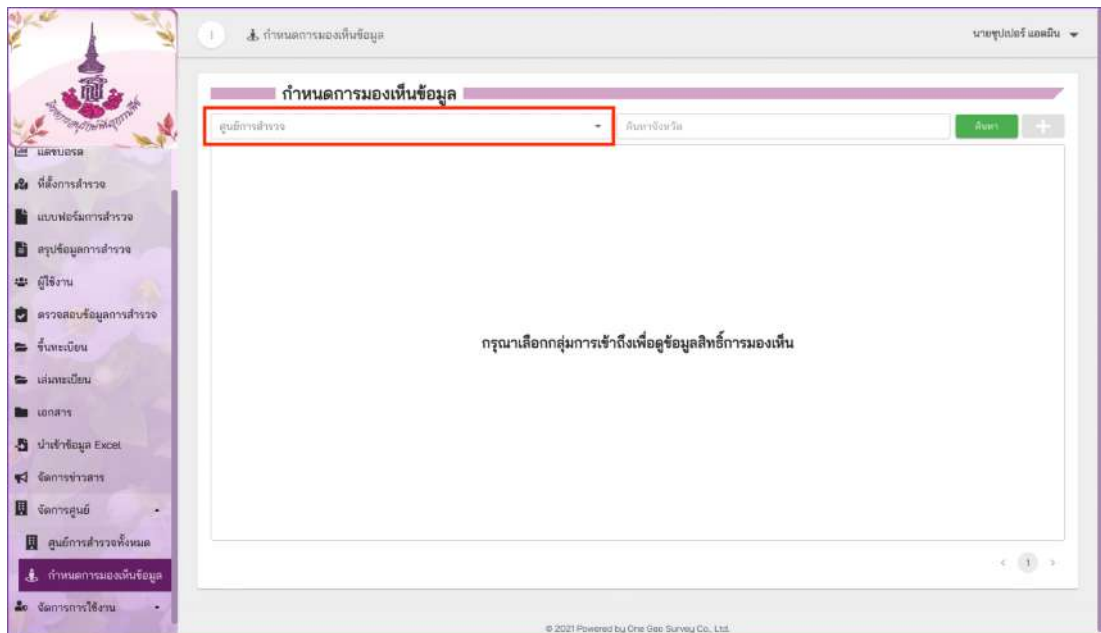 กำหนดการมองเห็นข้อมูล
นายซุปเปอร์ แอดมิน
กำหนดการมองเห็นข้อมูล
ศูนย์การสำรวจ
ค้นหาจังหวัด
ค้นหา
+
แดชบอร์ด
ที่ตั้งการสำรวจ
แบบฟอร์มการสำรวจ
สรุปข้อมูลการสำรวจ
ผู้ใช้งาน
ตรวจสอบข้อมูลการสำรวจ
ขึ้นทะเบียน
เล่มทะเบียน
เอกสาร
นำเข้าข้อมูล Excel
จัดการข่าวสาร
จัดการศูนย์
ศูนย์การสำรวจทั้งหมด
กำหนดการมองเห็นข้อมูล
จัดการการใช้งาน
กรุณาเลือกกลุ่มการเข้าถึงเพื่อดูข้อมูลสิทธิ์การมองเห็น
< 1 >
© 2021 Powered by One Geo Survey Co., Ltd.